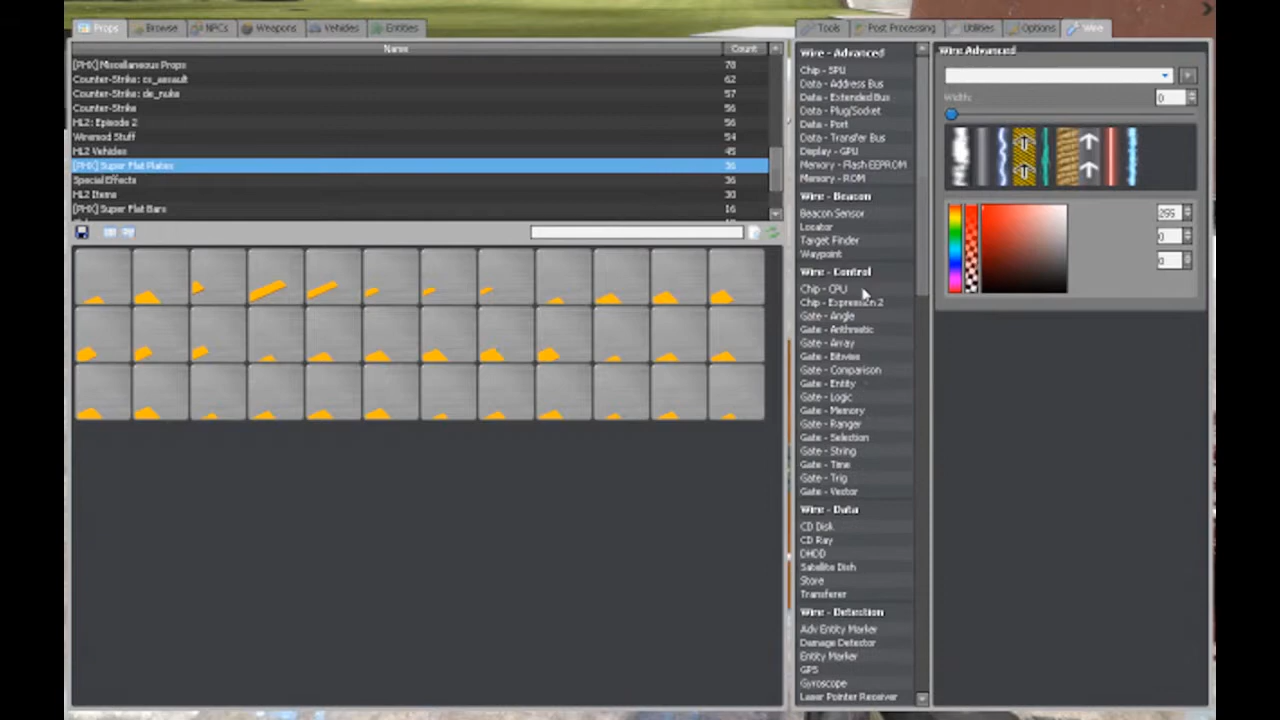 Props Browse NPCs Weapons Vehicles Entities
Tools Post Processing Utilities Options Wire
Name Count
[PHX] Miscellaneous Props 78
Counter-Strike: cs_assault 62
Counter-Strike: de_nuke 57
Counter-Strike 56
HL2: Episode 2 56
Wiremod Stuff 54
HL2 Vehicles 45
[PHX] Super Flat Plates 36
Special Effects 36
HL2 Items 30
[PHX] Super Flat Bars 16
Wire - Advanced
Chip - SPU
Data - Address Bus
Data - Extended Bus
Data - Plug/Socket
Data - Port
Data - Transfer Bus
Display - GPU
Memory - Flash EEPROM
Memory - ROM
Wire - Beacon
Beacon Sensor
Locator
Target Finder
Waypoint
Wire - Control
Chip - CPU
Chip - Expression 2
Gate - Angle
Gate - Arithmetic
Gate - Array
Gate - Bitwise
Gate - Comparison
Gate - Entity
Gate - Logic
Gate - Memory
Gate - Ranger
Gate - Selection
Gate - String
Gate - Time
Gate - Trig
Gate - Vector
Wire - Data
CD Disk
CD Ray
DHDD
Satellite Dish
Store
Transferer
Wire - Detection
Adv Entity Marker
Damage Detector
Entity Marker
GPS
Gyroscope
Laser Pointer Receiver
Wire Advanced
Width: 0
255
0
0